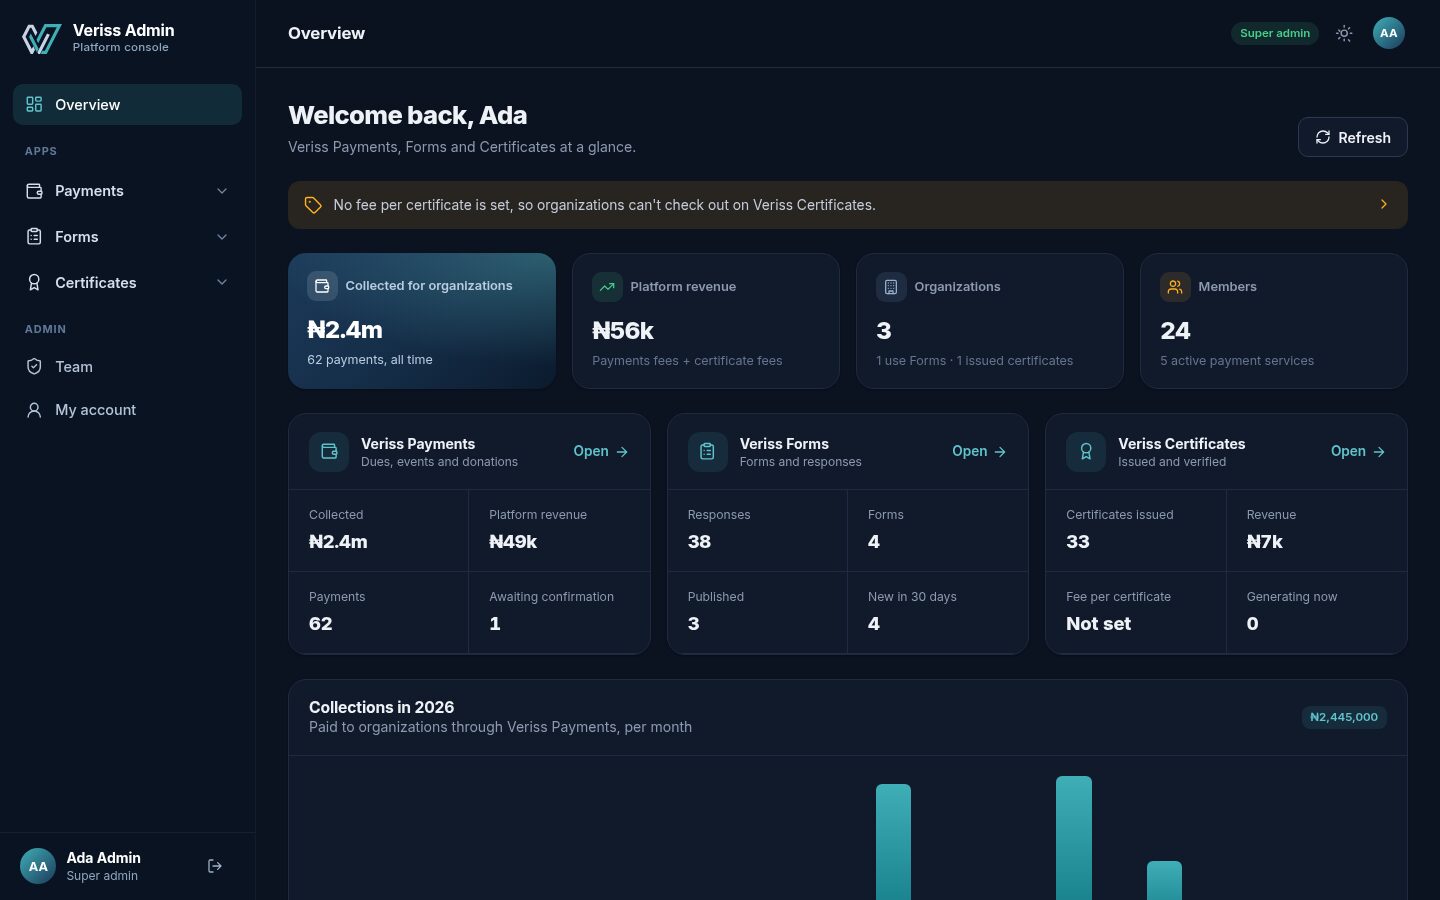 Veriss Admin
Platform console
Overview
APPS
Payments
Forms
Certificates
ADMIN
Team
My account
Ada Admin
Super admin
AA
Overview
Super admin
AA
Welcome back, Ada
Veriss Payments, Forms and Certificates at a glance.
Refresh
No fee per certificate is set, so organizations can't check out on Veriss Certificates.
Collected for organizations
₦2.4m
62 payments, all time
Platform revenue
₦56k
Payments fees + certificate fees
Organizations
3
1 use Forms · 1 issued certificates
Members
24
5 active payment services
Veriss Payments
Dues, events and donations
Open →
Collected
₦2.4m
Platform revenue
₦49k
Payments
62
Awaiting confirmation
1
Veriss Forms
Forms and responses
Open →
Responses
38
Forms
4
Published
3
New in 30 days
4
Veriss Certificates
Issued and verified
Open →
Certificates issued
33
Revenue
₦7k
Fee per certificate
Not set
Generating now
0
Collections in 2026
Paid to organizations through Veriss Payments, per month
₦2,445,000